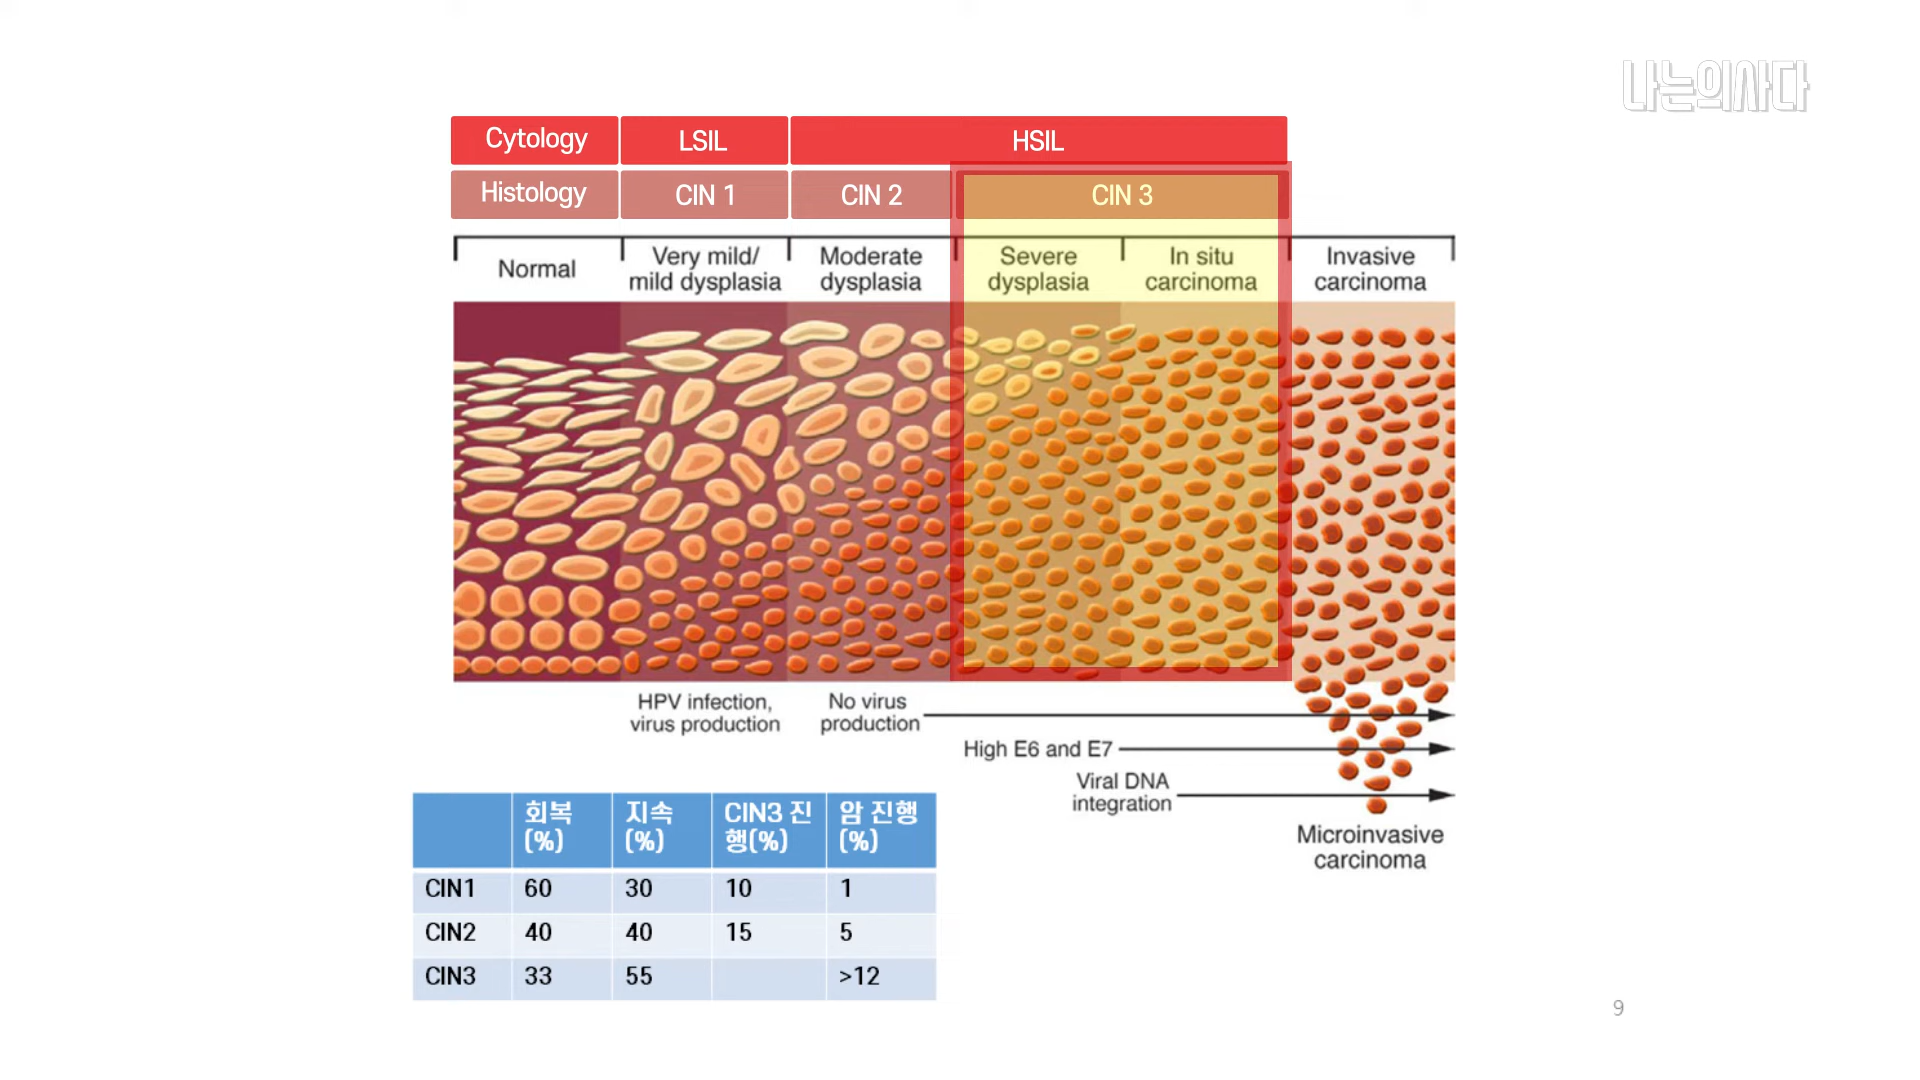 나는의사다
Cytology LSIL HSIL
Histology CIN 1 CIN 2 CIN 3
Normal
Very mild/
mild dysplasia
Moderate
dysplasia
Severe
dysplasia
In situ
carcinoma
Invasive
carcinoma
HPV infection,
virus production
No virus
production
High E6 and E7
Viral DNA
integration
Microinvasive
carcinoma
회복
(%)
지속
(%)
CIN3 진
행(%)
암 진행
(%)
CIN1 60 30 10 1
CIN2 40 40 15 5
CIN3 33 55 >12
9